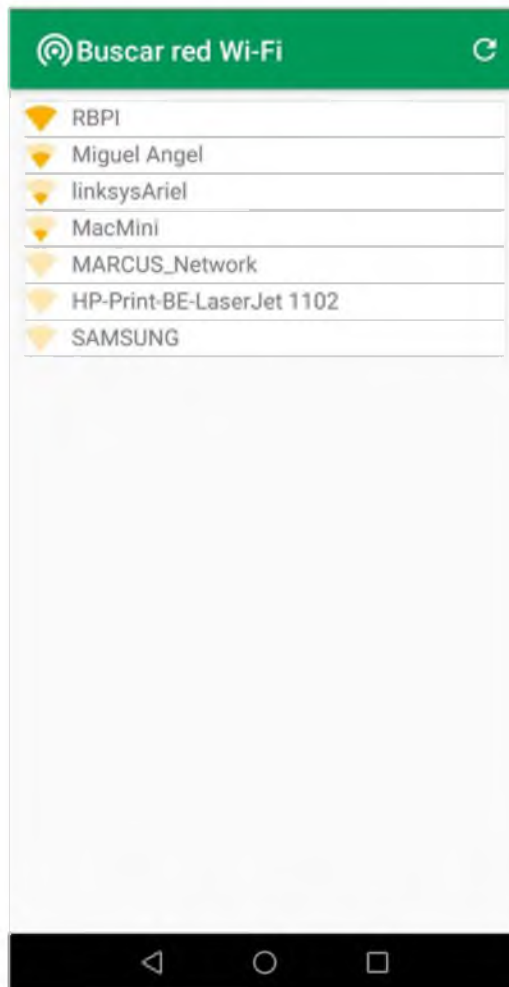 Buscar red Wi-Fi
RBPI
Miguel Angel
linksysAriel
MacMini
MARCUS_Network
HP-Print-BE-LaserJet 1102
SAMSUNG